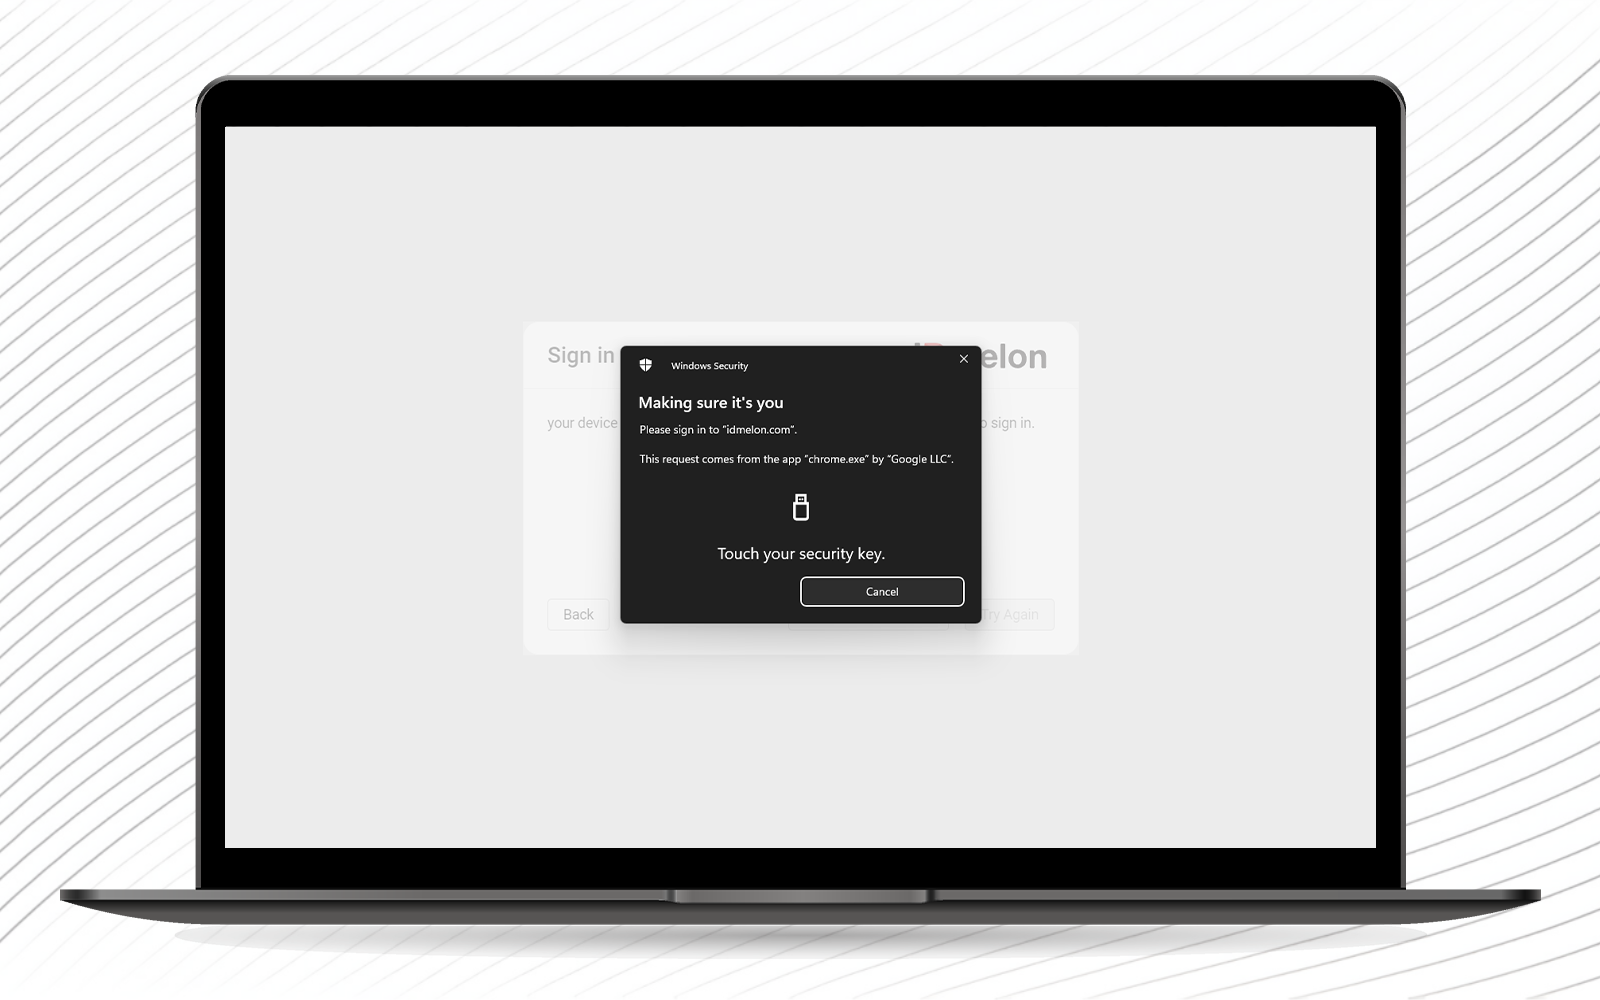 Sign in
elon
Windows Security
Making sure it's you
your device
sign in.
Please sign in to “idmelon.com”.
This request comes from the app “chrome.exe” by “Google LLC”.
Touch your security key.
Cancel
Back
Try Again